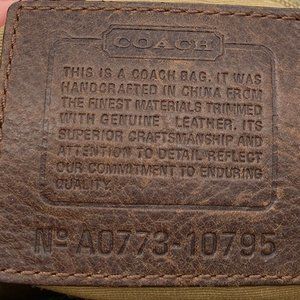 COACH
THIS IS A COACH BAG. IT WAS
HANDCRAFTED IN CHINA FROM
THE FINEST MATERIALS TRIMMED
WITH GENUINE LEATHER. ITS
SUPERIOR CRAFTSMANSHIP AND
ATTENTION TO DETAIL REFLECT
OUR COMMITMENT TO ENDURING
QUALITY.
Nº A0773-10795